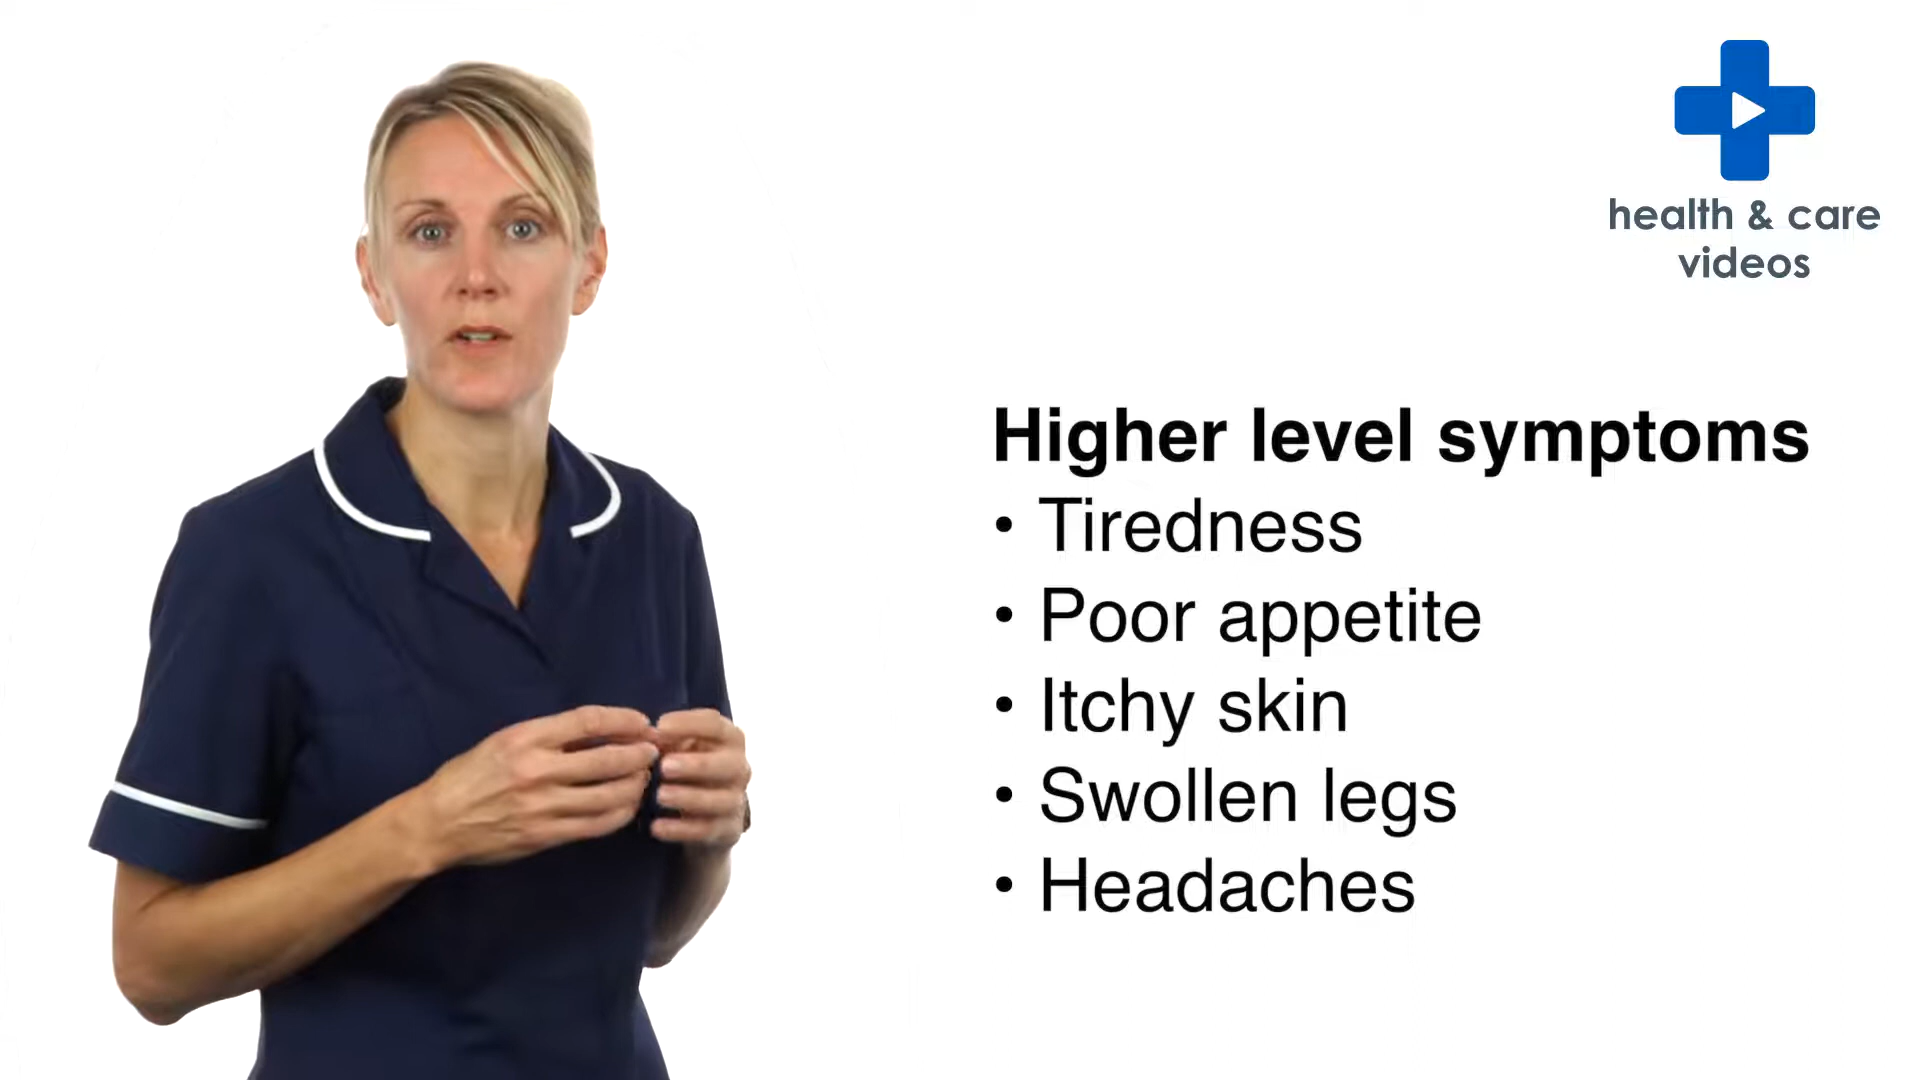 health & care
videos
Higher level symptoms
• Tiredness
• Poor appetite
• Itchy skin
• Swollen legs
• Headaches